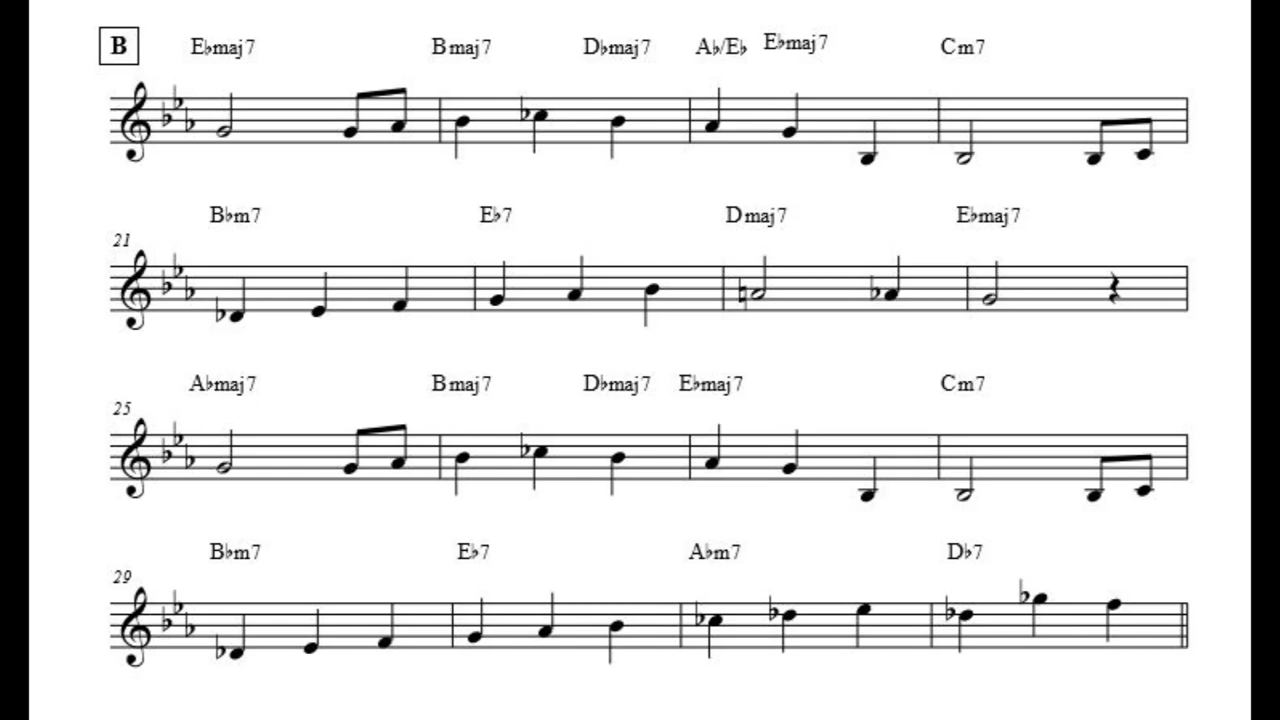 B E♭maj7 Bmaj7 D♭maj7 A♭/E♭ E♭maj7 Cm7
B♭m7 E♭7 Dmaj7 E♭maj7
21
A♭maj7 Bmaj7 D♭maj7 E♭maj7 Cm7
25
B♭m7 E♭7 A♭m7 D♭7
29